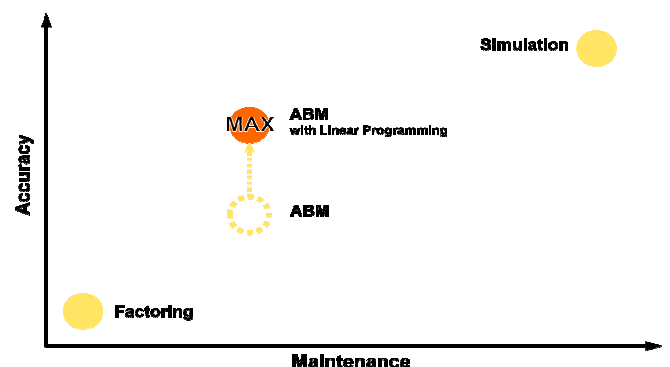 Simulation
MAX
ABM
with Linear Programming
ABM
Factoring
Accuracy
Maintenance